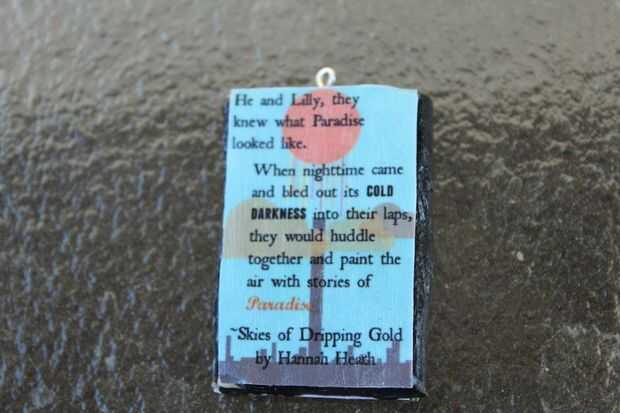 He and Lilly, they
knew what Paradise
looked like.
When nighttime came
and bled out its COLD
DARKNESS into their laps,
they would huddle
together and paint the
air with stories of
Paradise.
~Skies of Dripping Gold
by Hannah Heath